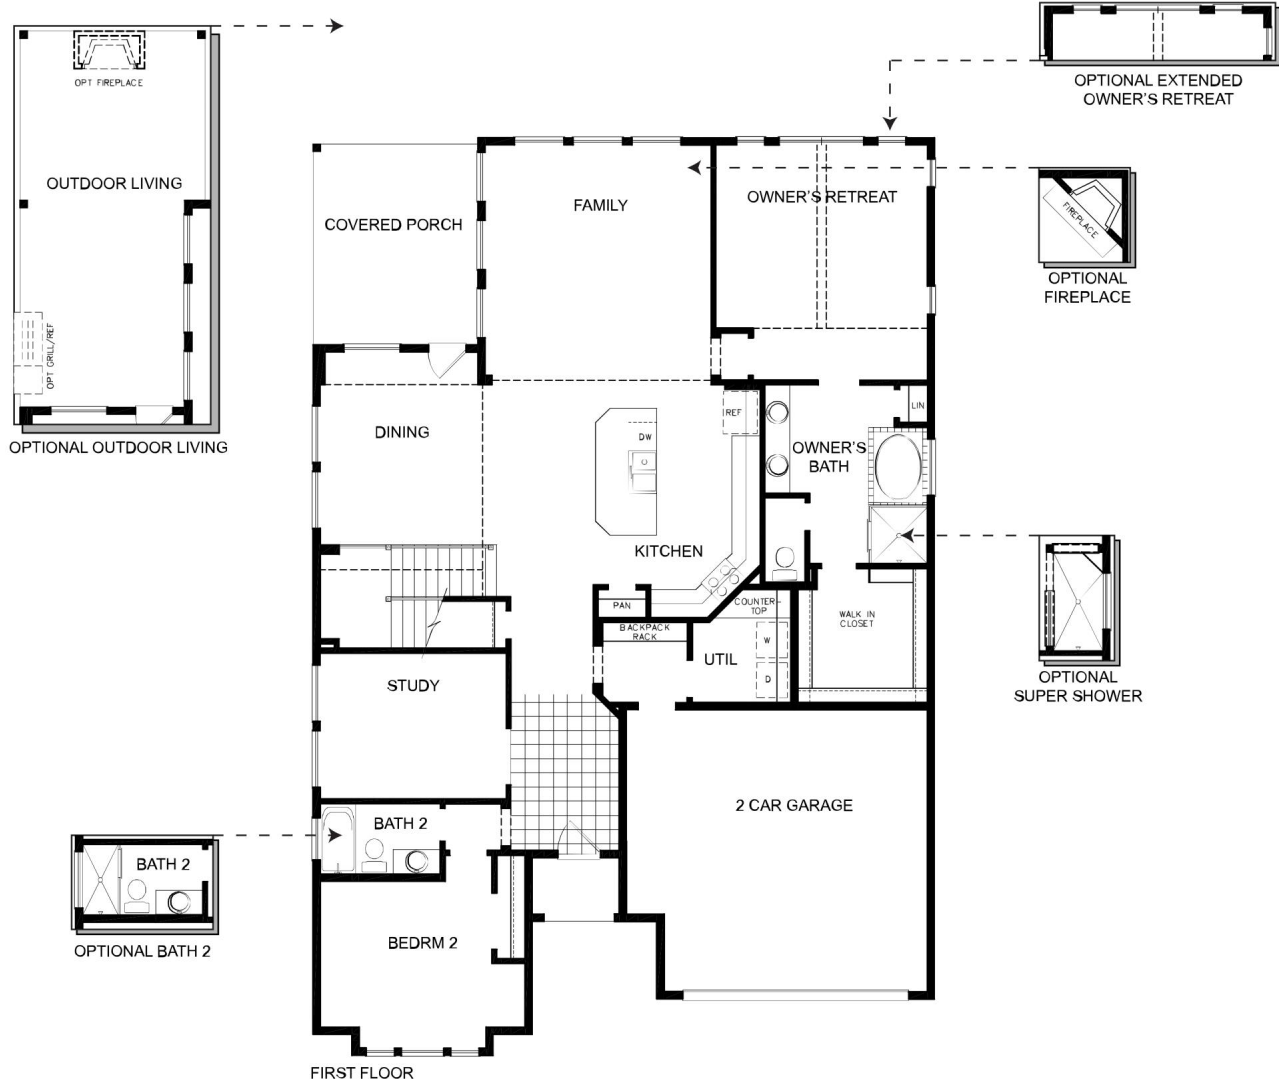 OPT FIREPLACE
OUTDOOR LIVING
OPT GRILL/REF
OPTIONAL OUTDOOR LIVING
OPTIONAL EXTENDED
OWNER'S RETREAT
COVERED PORCH
FAMILY
OWNER'S RETREAT
FIREPLACE
OPTIONAL
FIREPLACE
DINING
REF
DW
LIN
OWNER'S
BATH
KITCHEN
PAN
COUNTER-
TOP
BACKPACK
RACK
W
D
UTIL
WALK IN
CLOSET
OPTIONAL
SUPER SHOWER
STUDY
2 CAR GARAGE
BATH 2
BATH 2
OPTIONAL BATH 2
BEDRM 2
FIRST FLOOR